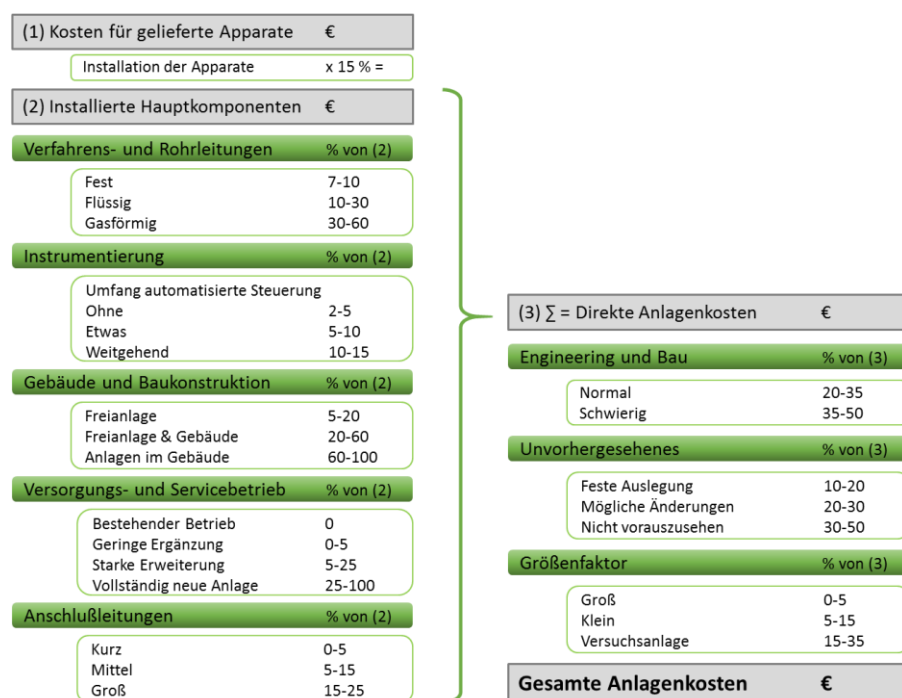 (1) Kosten für gelieferte Apparate €
Installation der Apparate x 15 % =
(2) Installierte Hauptkomponenten €
Verfahrens- und Rohrleitungen % von (2)
Fest 7-10
Flüssig 10-30
Gasförmig 30-60
Instrumentierung % von (2)
Umfang automatisierte Steuerung
Ohne 2-5
Etwas 5-10
Weitgehend 10-15
Gebäude und Baukonstruktion % von (2)
Freianlage 5-20
Freianlage & Gebäude 20-60
Anlagen im Gebäude 60-100
Versorgungs- und Servicebetrieb % von (2)
Bestehender Betrieb 0
Geringe Ergänzung 0-5
Starke Erweiterung 5-25
Vollständig neue Anlage 25-100
Anschlußleitungen % von (2)
Kurz 0-5
Mittel 5-15
Groß 15-25
(3) ∑ = Direkte Anlagenkosten €
Engineering und Bau % von (3)
Normal 20-35
Schwierig 35-50
Unvorhergesehenes % von (3)
Feste Auslegung 10-20
Mögliche Änderungen 20-30
Nicht vorauszusehen 30-50
Größenfaktor % von (3)
Groß 0-5
Klein 5-15
Versuchsanlage 15-35
Gesamte Anlagenkosten €